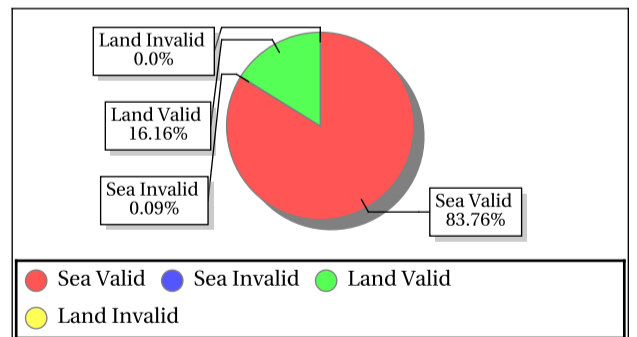 Land Invalid
0.0%
Land Valid
16.16%
Sea Invalid
0.09%
Sea Valid
83.76%
Sea Valid
Sea Invalid
Land Valid
Land Invalid